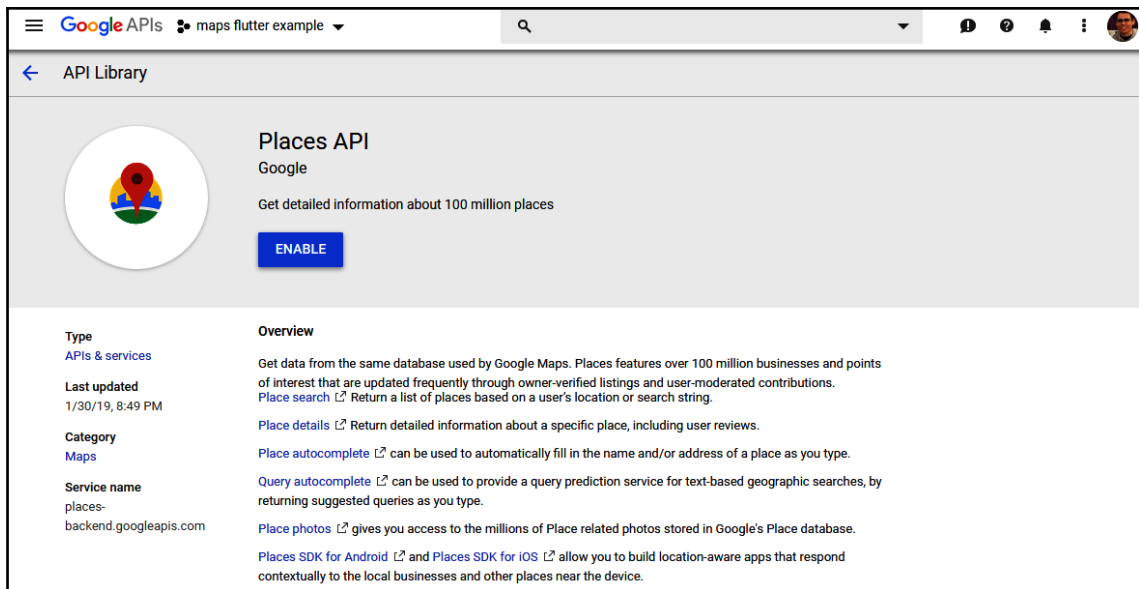 Google APIs maps flutter example
API Library
Places API
Google
Get detailed information about 100 million places
ENABLE
Type
APIs & services
Last updated
1/30/19, 8:49 PM
Category
Maps
Service name
places-
backend.googleapis.com
Overview
Get data from the same database used by Google Maps. Places features over 100 million businesses and points
of interest that are updated frequently through owner-verified listings and user-moderated contributions.
Place search Return a list of places based on a user's location or search string.
Place details Return detailed information about a specific place, including user reviews.
Place autocomplete can be used to automatically fill in the name and/or address of a place as you type.
Query autocomplete can be used to provide a query prediction service for text-based geographic searches, by
returning suggested queries as you type.
Place photos gives you access to the millions of Place related photos stored in Google's Place database.
Places SDK for Android and Places SDK for iOS allow you to build location-aware apps that respond
contextually to the local businesses and other places near the device.